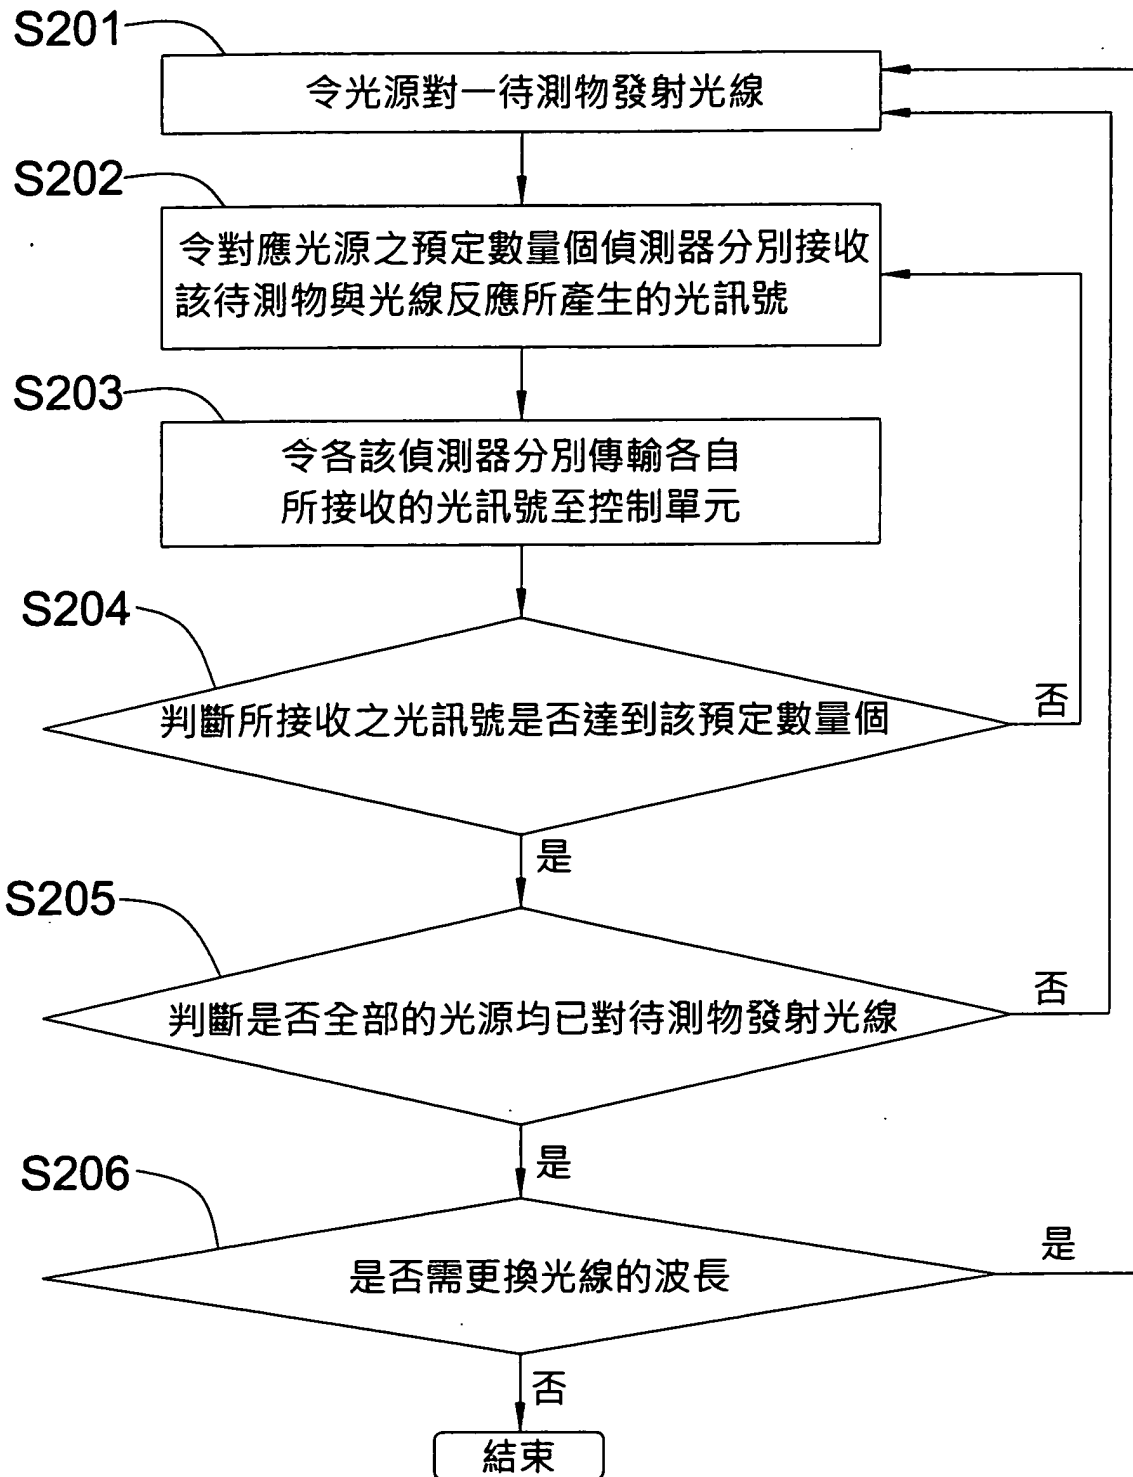 S201
令光源對一待測物發射光線
S202
令對應光源之預定數量個偵測器分別接收
該待測物與光線反應所產生的光訊號
S203
令各該偵測器分別傳輸各自
所接收的光訊號至控制單元
S204
判斷所接收之光訊號是否達到該預定數量個
否
是
S205
判斷是否全部的光源均已對待測物發射光線
否
是
S206
是否需更換光線的波長
是
否
結束